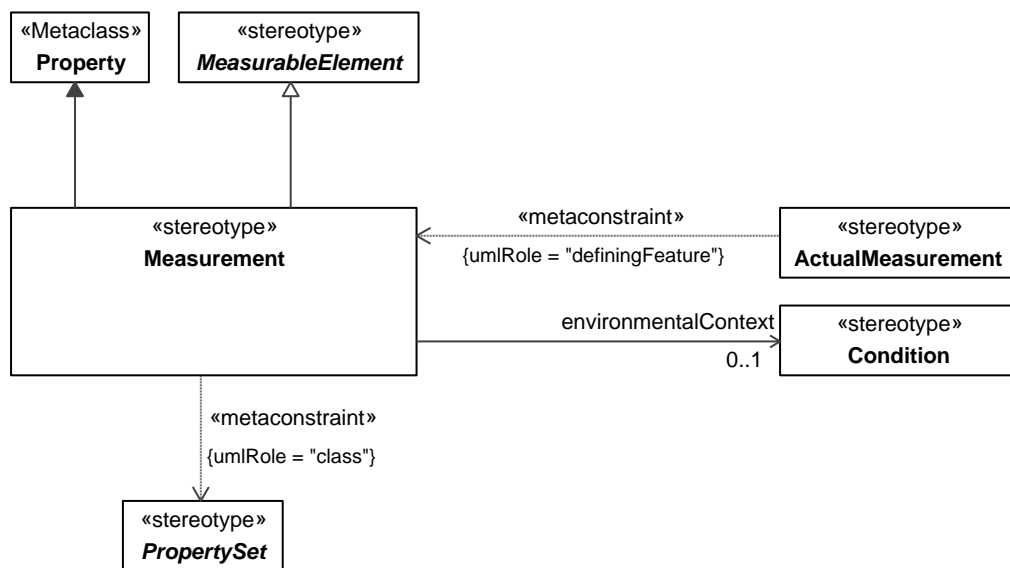 «Metaclass»
Property
«stereotype»
MeasurableElement
«stereotype»
Measurement
«metaconstraint»
{umlRole = "definingFeature"}
«stereotype»
ActualMeasurement
environmentalContext
0..1
«stereotype»
Condition
«metaconstraint»
{umlRole = "class"}
«stereotype»
PropertySet